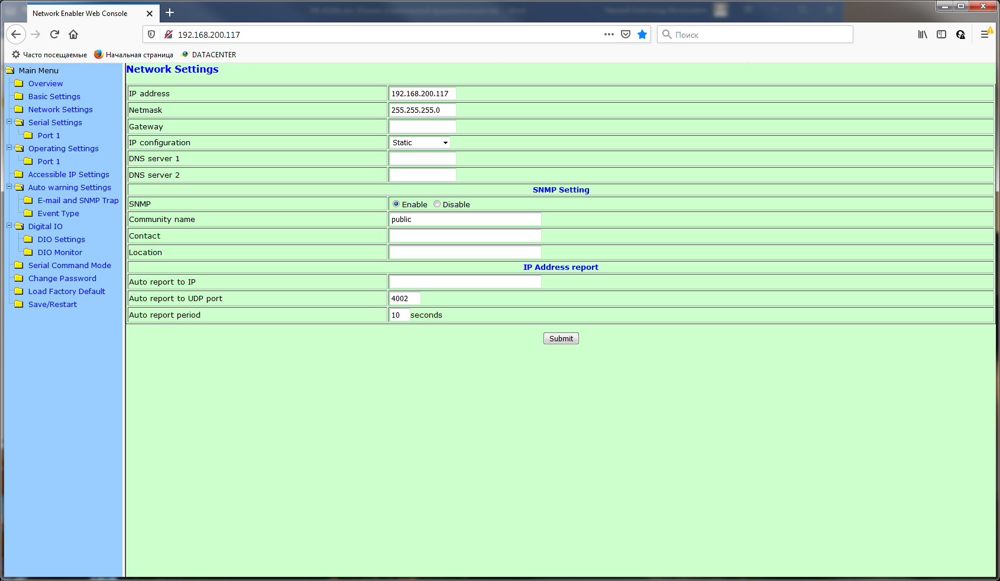 Network Enabler Web Console
192.168.200.117
Поиск
Часто посещаемые
Начальная страница
DATACENTER
Main Menu
Overview
Basic Settings
Network Settings
Serial Settings
Port 1
Operating Settings
Port 1
Accessible IP Settings
Auto warning Settings
E-mail and SNMP Trap
Event Type
Digital IO
DIO Settings
DIO Monitor
Serial Command Mode
Change Password
Load Factory Default
Save/Restart
Network Settings
IP address 192.168.200.117
Netmask 255.255.255.0
Gateway
IP configuration Static
DNS server 1
DNS server 2
SNMP Setting
SNMP Enable Disable
Community name public
Contact
Location
IP Address report
Auto report to IP
Auto report to UDP port 4002
Auto report period 10 seconds
Submit